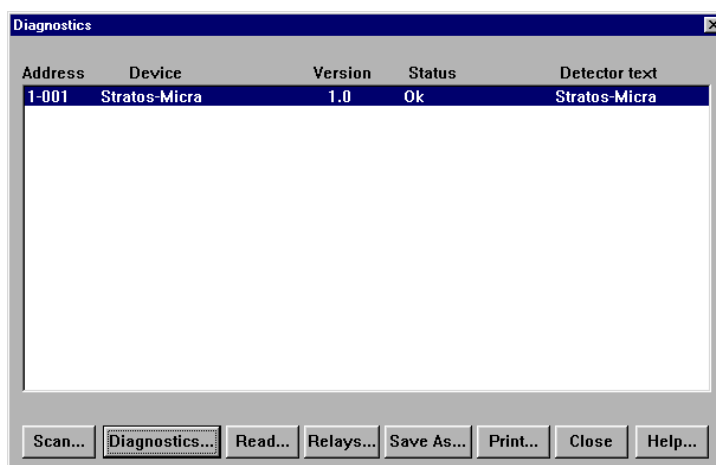 Diagnostics
Address Device Version Status Detector text
1-001 Stratos-Micra 1.0 Ok Stratos-Micra
Scan... Diagnostics... Read... Relays... Save As... Print... Close Help...